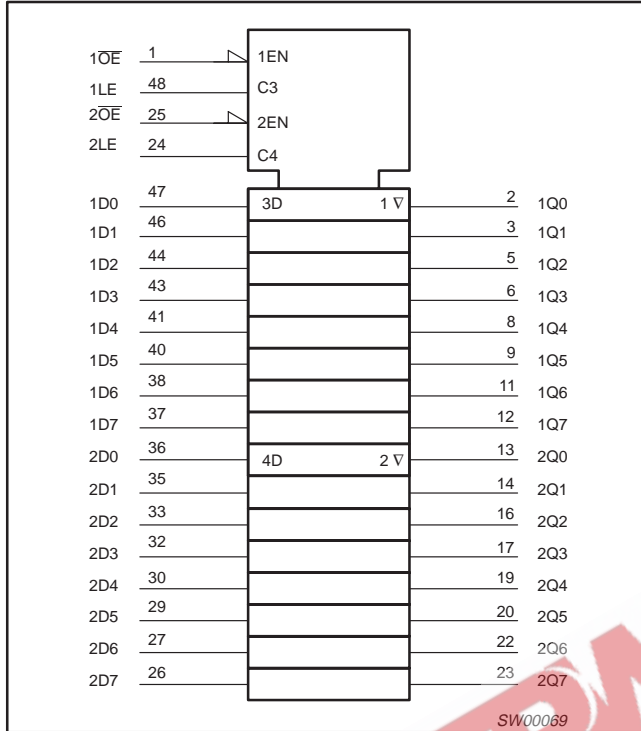 1O̅E̅ 1 1EN
1LE 48 C3
2O̅E̅ 25 2EN
2LE 24 C4
1D0 47 3D 1 ∇ 2 1Q0
1D1 46 3 1Q1
1D2 44 5 1Q2
1D3 43 6 1Q3
1D4 41 8 1Q4
1D5 40 9 1Q5
1D6 38 11 1Q6
1D7 37 12 1Q7
2D0 36 4D 2 ∇ 13 2Q0
2D1 35 14 2Q1
2D2 33 16 2Q2
2D3 32 17 2Q3
2D4 30 19 2Q4
2D5 29 20 2Q5
2D6 27 22 2Q6
2D7 26 23 2Q7
SW00069